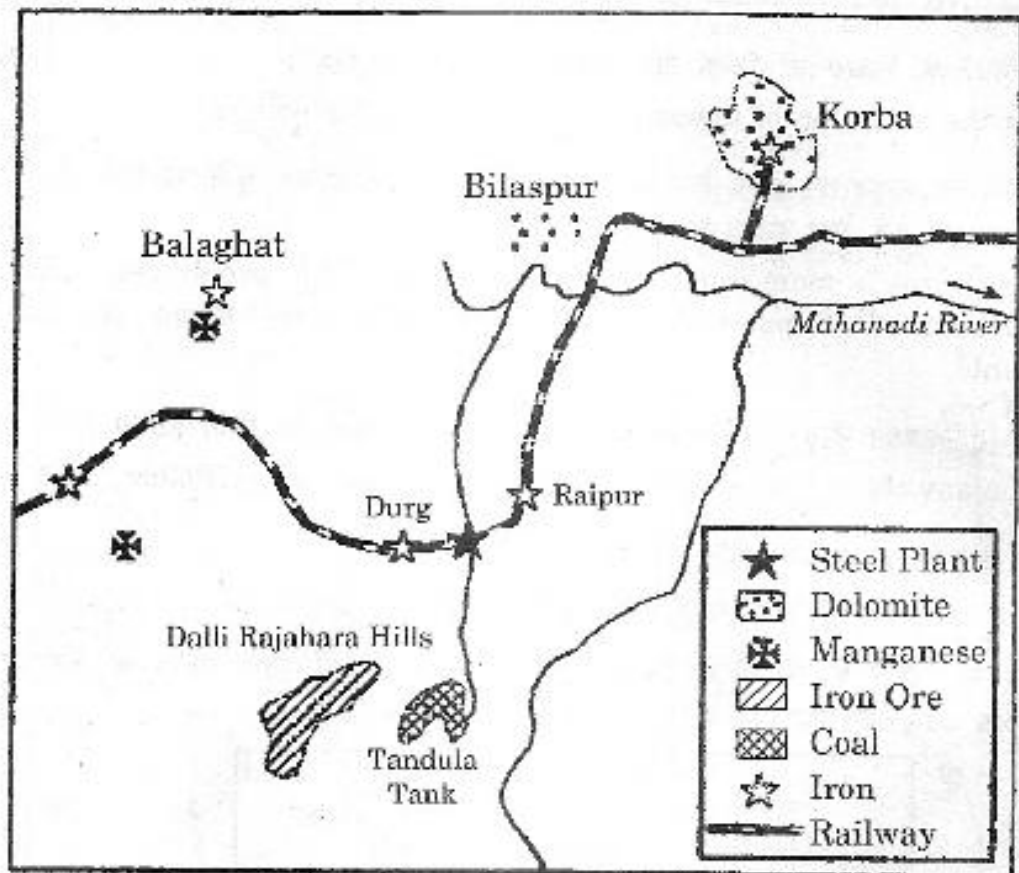 Korba
Bilaspur
Balaghat
Mahanadi River
Durg
Raipur
Dalli Rajahara Hills
Tandula
Tank
Steel Plant
Dolomite
Manganese
Iron Ore
Coal
Iron
Railway